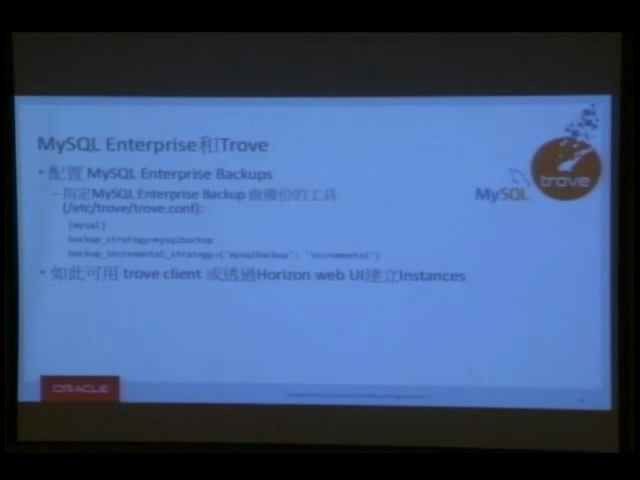 MySQL Enterprise和Trove
• 配置 MySQL Enterprise Backups
–指定MySQL Enterprise Backup 做備份的工具
(/etc/trove/trove.conf):
[mysql]
backup_strategy=mysqlbackup
backup_incremental_strategy={'mysqlbackup': 'incremental'}
• 如此可用 trove client 或透過Horizon web UI建立Instances
MySQL
trove
ORACLE